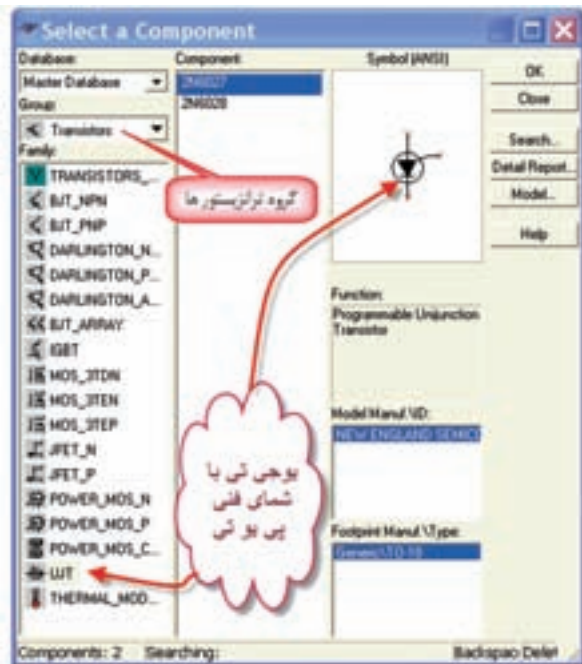 Select a Component
Database:
Master Database
Group:
Transistors
Family:
TRANSISTORS_...
BJT_NPN
BJT_PNP
DARLINGTON_N...
DARLINGTON_P...
DARLINGTON_A...
BJT_ARRAY
IGBT
MOS_3TDN
MOS_3TEN
MOS_3TEP
JFET_N
JFET_P
POWER_MOS_N
POWER_MOS_P
POWER_MOS_C...
UJT
THERMAL_MOD...
Component:
2N6027
2N6028
Symbol (ANSI)
OK
Close
Search...
Detail Report...
Model...
Help
Function:
Programmable Unijunction
Transistor
Model Manuf.\ID:
NEW ENGLAND SEMIC
Footprint Manuf.\Type:
Generic\TO-18
گروه ترانزیستورها
یوجی تی با
شمای فنی
پی یو تی
Components: 2
Searching: